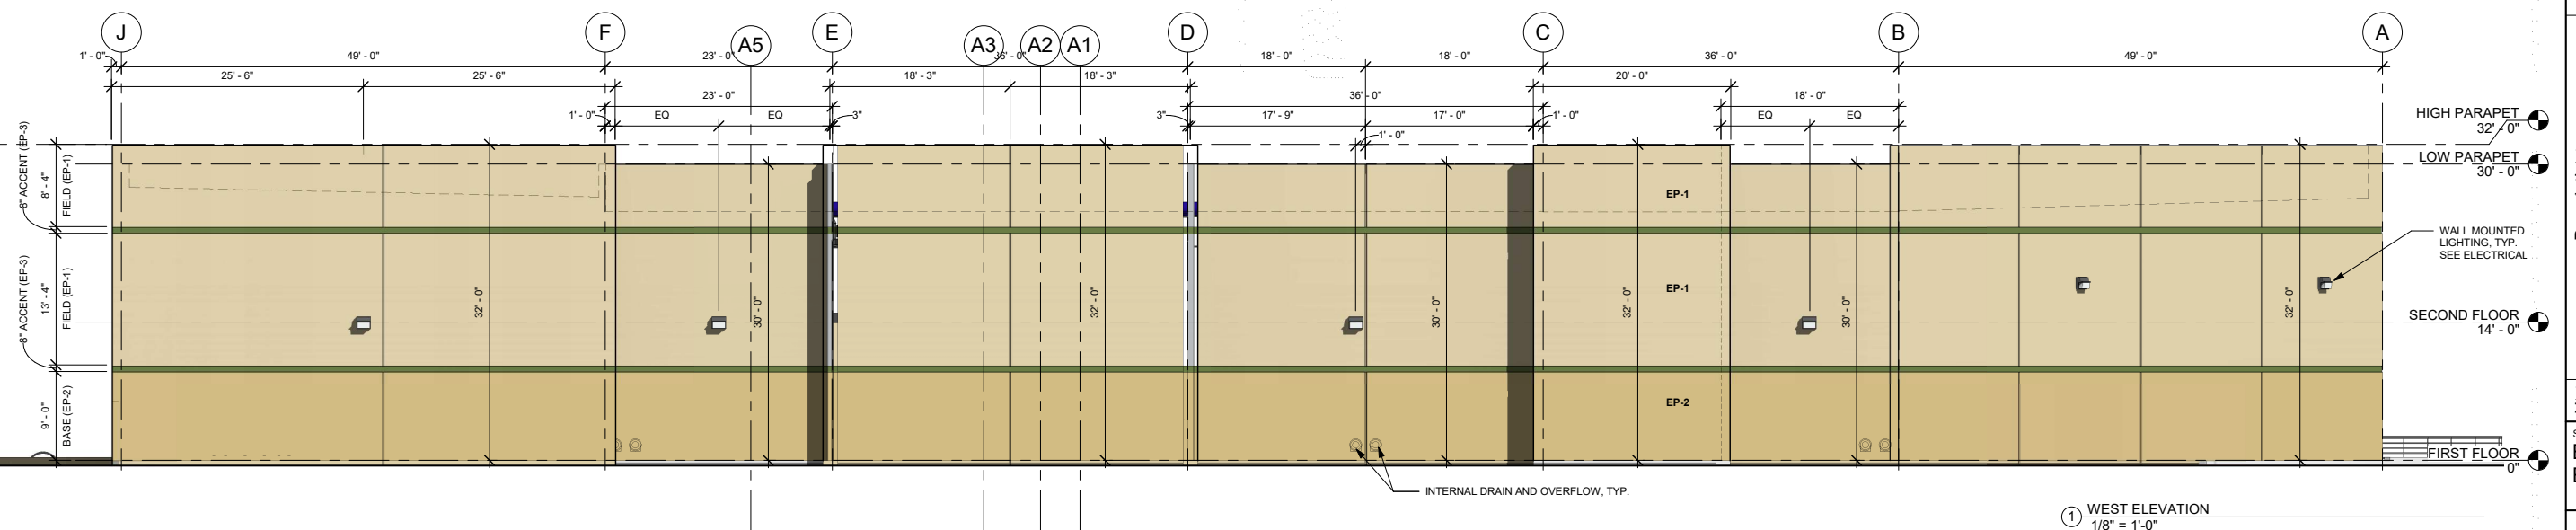 J
F
A5
E
A3
A2
A1
D
C
B
A
1' - 0"
49' - 0"
23' - 0"
36' - 0"
18' - 0"
18' - 0"
36' - 0"
49' - 0"
25' - 6"
25' - 6"
18' - 3"
18' - 3"
20' - 0"
23' - 0"
36' - 0"
18' - 0"
1' - 0"
EQ
EQ
3"
3"
17' - 9"
17' - 0"
1' - 0"
EQ
EQ
1' - 0"
HIGH PARAPET
32' - 0"
LOW PARAPET
30' - 0"
8" ACCENT (EP-3)
8' - 4"
FIELD (EP-1)
EP-1
WALL MOUNTED
LIGHTING, TYP.
SEE ELECTRICAL
8" ACCENT (EP-3)
13' - 4"
FIELD (EP-1)
32' - 0"
30' - 0"
32' - 0"
30' - 0"
32' - 0"
EP-1
30' - 0"
32' - 0"
SECOND FLOOR
14' - 0"
9' - 0"
BASE (EP-2)
EP-2
FIRST FLOOR
0"
INTERNAL DRAIN AND OVERFLOW, TYP.
1
WEST ELEVATION
1/8" = 1'-0"